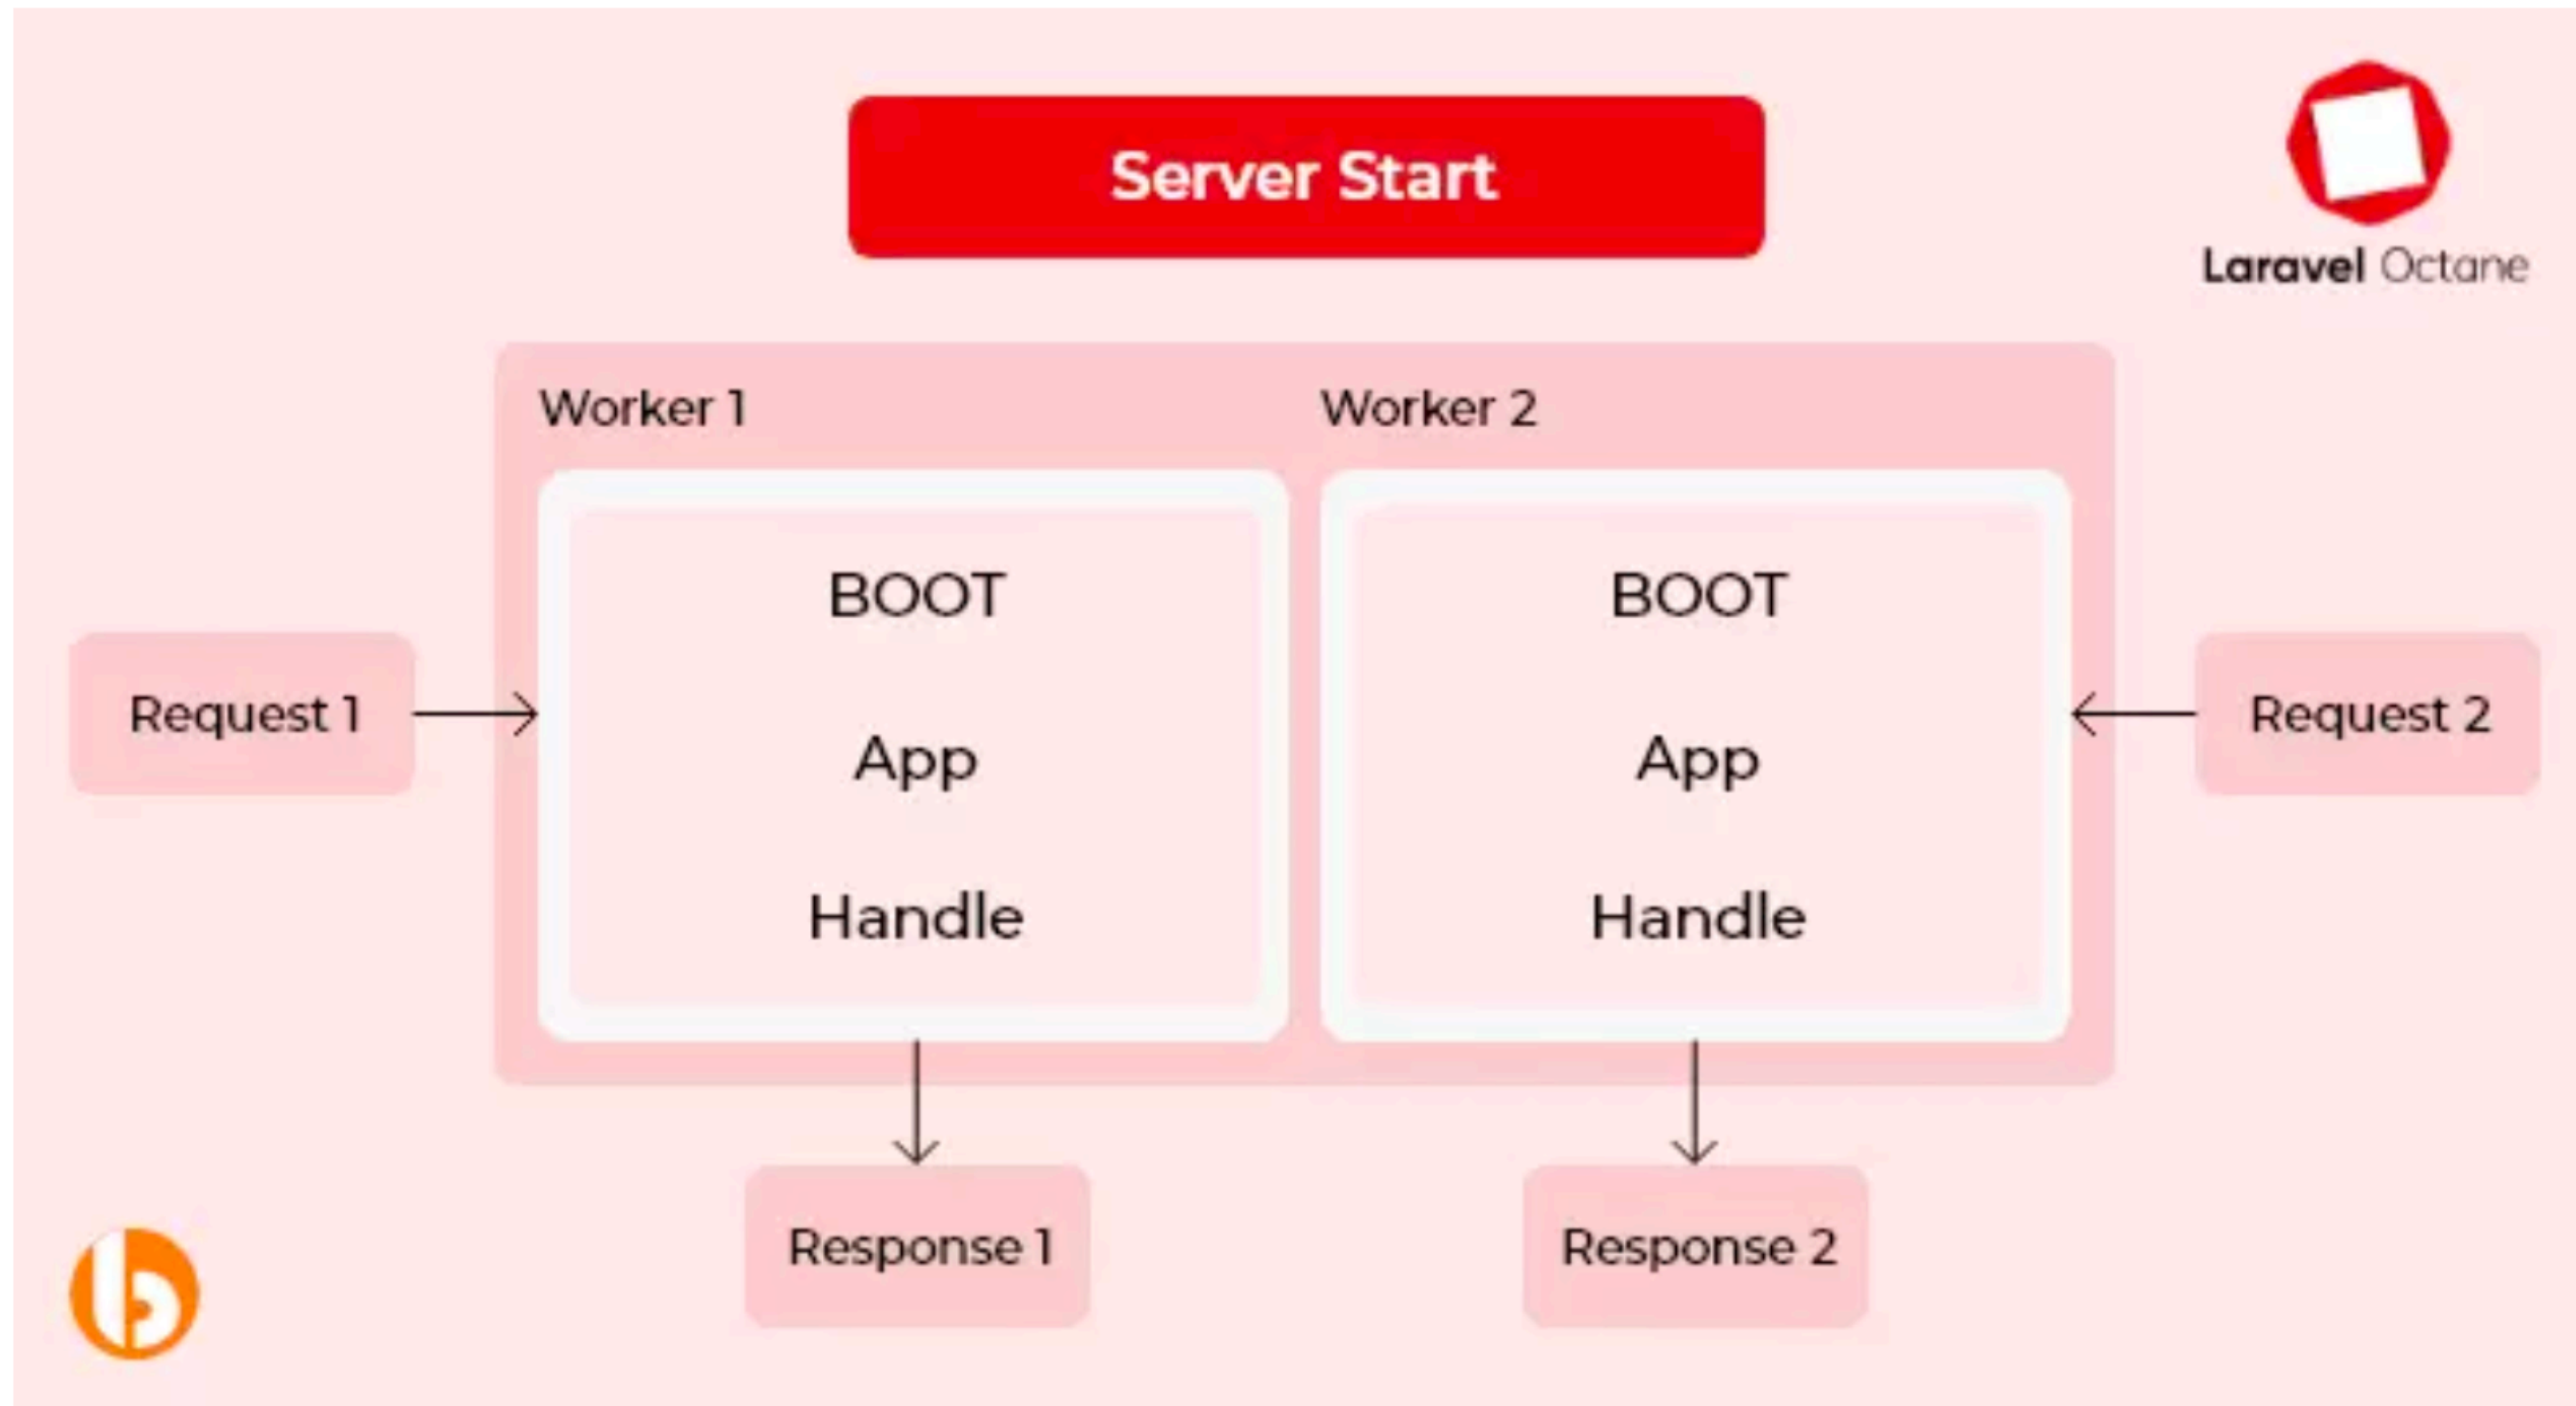 Server Start
Laravel Octane
Worker 1
Worker 2
BOOT
App
Handle
BOOT
App
Handle
Request 1
Request 2
Response 1
Response 2
b